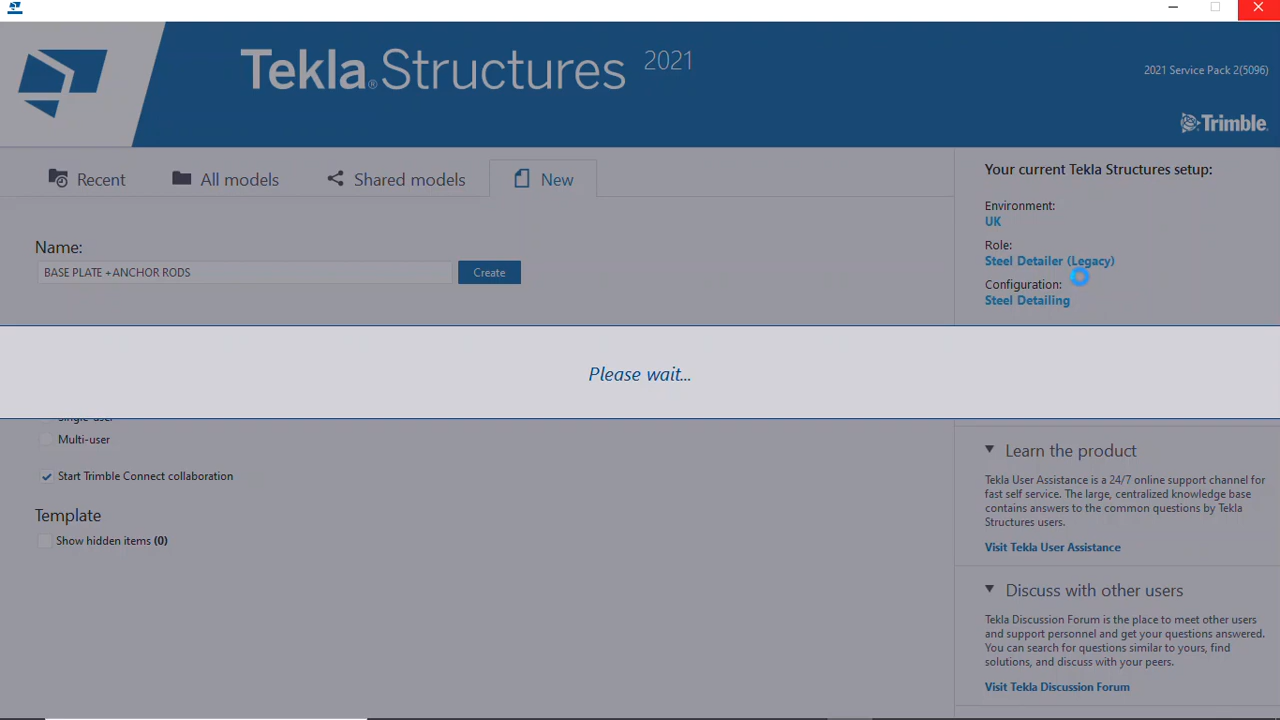 Tekla® Structures 2021
2021 Service Pack 2(5096)
Trimble.
Recent
All models
Shared models
New
Name:
BASE PLATE +ANCHOR RODS
Create
Please wait...
Single-user
Multi-user
Start Trimble Connect collaboration
Template
Show hidden items (0)
Your current Tekla Structures setup:
Environment:
UK
Role:
Steel Detailer (Legacy)
Configuration:
Steel Detailing
Learn the product
Tekla User Assistance is a 24/7 online support channel for
fast self service. The large, centralized knowledge base
contains answers to the common questions by Tekla
Structures users.
Visit Tekla User Assistance
Discuss with other users
Tekla Discussion Forum is the place to meet other users
and support personnel and get your questions answered.
You can search for questions similar to yours, find
solutions, and discuss with your peers.
Visit Tekla Discussion Forum